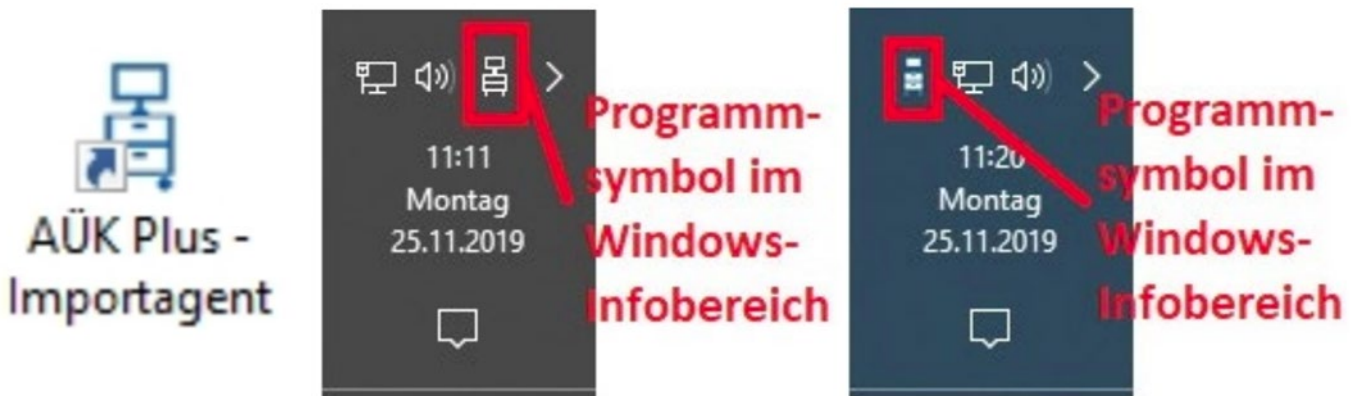 AÜK Plus -
Importagent
11:11
Montag
25.11.2019
Programm-
symbol im
Windows-
Infobereich
11:20
Montag
25.11.2019
Programm-
symbol im
Windows-
Infobereich